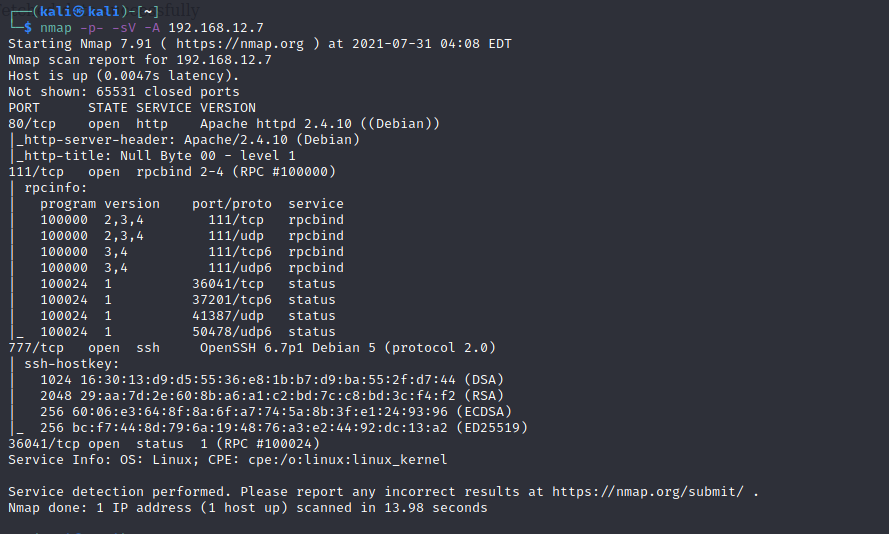 ┌──(kali㉿kali)-[~]
└─$ nmap -p- -sV -A 192.168.12.7
Starting Nmap 7.91 ( https://nmap.org ) at 2021-07-31 04:08 EDT
Nmap scan report for 192.168.12.7
Host is up (0.0047s latency).
Not shown: 65531 closed ports
PORT      STATE SERVICE VERSION
80/tcp    open  http    Apache httpd 2.4.10 ((Debian))
|_http-server-header: Apache/2.4.10 (Debian)
|_http-title: Null Byte 00 - level 1
111/tcp   open  rpcbind 2-4 (RPC #100000)
| rpcinfo:
|   program version    port/proto  service
|   100000  2,3,4        111/tcp   rpcbind
|   100000  2,3,4        111/udp   rpcbind
|   100000  3,4          111/tcp6  rpcbind
|   100000  3,4          111/udp6  rpcbind
|   100024  1          36041/tcp   status
|   100024  1          37201/tcp6  status
|   100024  1          41387/udp   status
|_  100024  1          50478/udp6  status
777/tcp   open  ssh     OpenSSH 6.7p1 Debian 5 (protocol 2.0)
| ssh-hostkey:
|   1024 16:30:13:d9:d5:55:36:e8:1b:b7:d9:ba:55:2f:d7:44 (DSA)
|   2048 29:aa:7d:2e:60:8b:a6:a1:c2:bd:7c:c8:bd:3c:f4:f2 (RSA)
|   256 60:06:e3:64:8f:8a:6f:a7:74:5a:8b:3f:e1:24:93:96 (ECDSA)
|_  256 bc:f7:44:8d:79:6a:19:48:76:a3:e2:44:92:dc:13:a2 (ED25519)
36041/tcp open  status  1 (RPC #100024)
Service Info: OS: Linux; CPE: cpe:/o:linux:linux_kernel

Service detection performed. Please report any incorrect results at https://nmap.org/submit/ .
Nmap done: 1 IP address (1 host up) scanned in 13.98 seconds